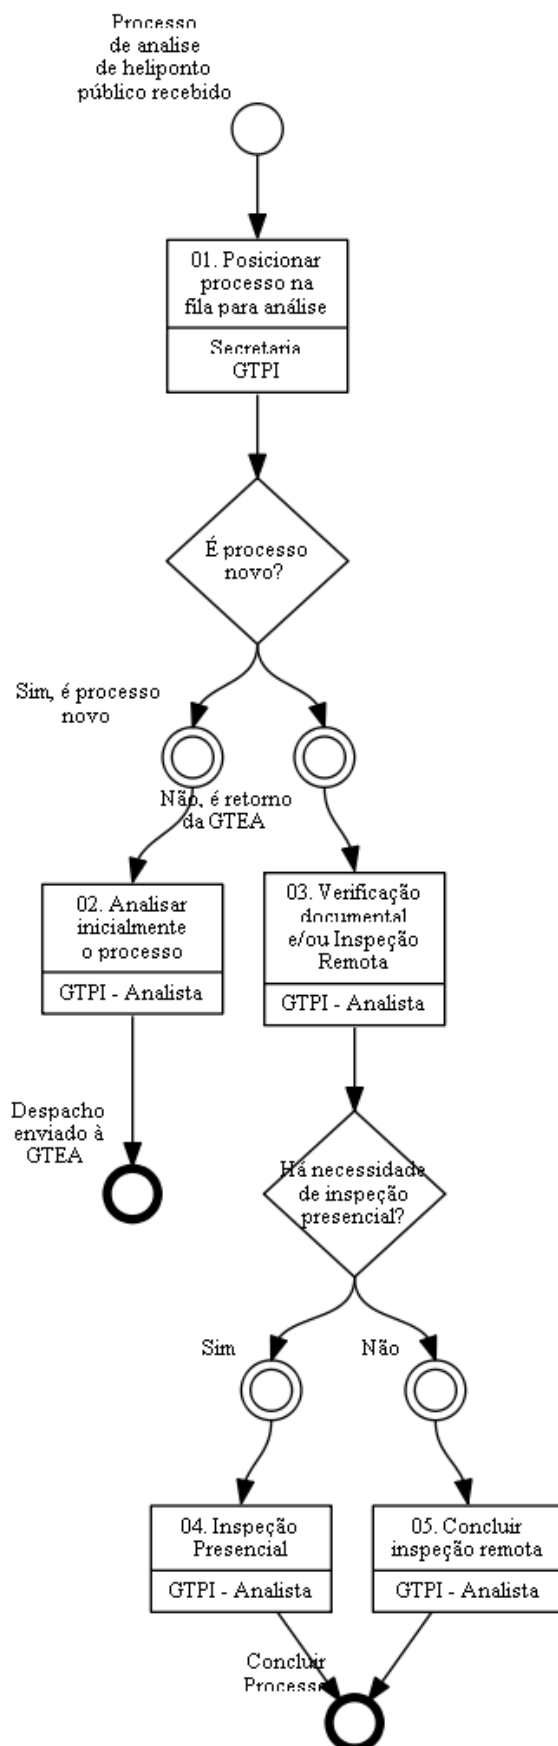 Processo
de analise
de heliponto
público recebido
01. Posicionar
processo na
fila para análise
Secretaria
GTPI
É processo
novo?
Sim, é processo
novo
Não, é retorno
da GTEA
02. Analisar
inicialmente
o processo
GTPI - Analista
03. Verificação
documental
e/ou Inspeção
Remota
GTPI - Analista
Despacho
enviado à
GTEA
Há necessidade
de inspeção
presencial?
Sim
Não
04. Inspeção
Presencial
GTPI - Analista
05. Concluir
inspeção remota
GTPI - Analista
Concluir
Processo